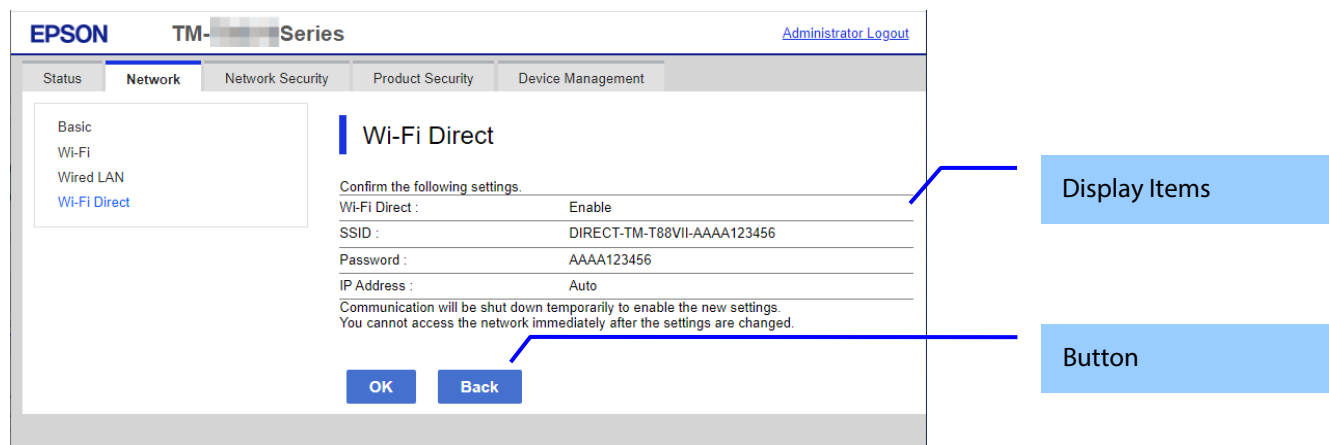 EPSON TM- Series Administrator Logout
Status Network Network Security Product Security Device Management
Basic
Wi-Fi
Wired LAN
Wi-Fi Direct
Wi-Fi Direct
Confirm the following settings.
Wi-Fi Direct : Enable
SSID : DIRECT-TM-T88VII-AAAA123456
Password : AAAA123456
IP Address : Auto
Communication will be shut down temporarily to enable the new settings.
You cannot access the network immediately after the settings are changed.
OK Back
Display Items
Button